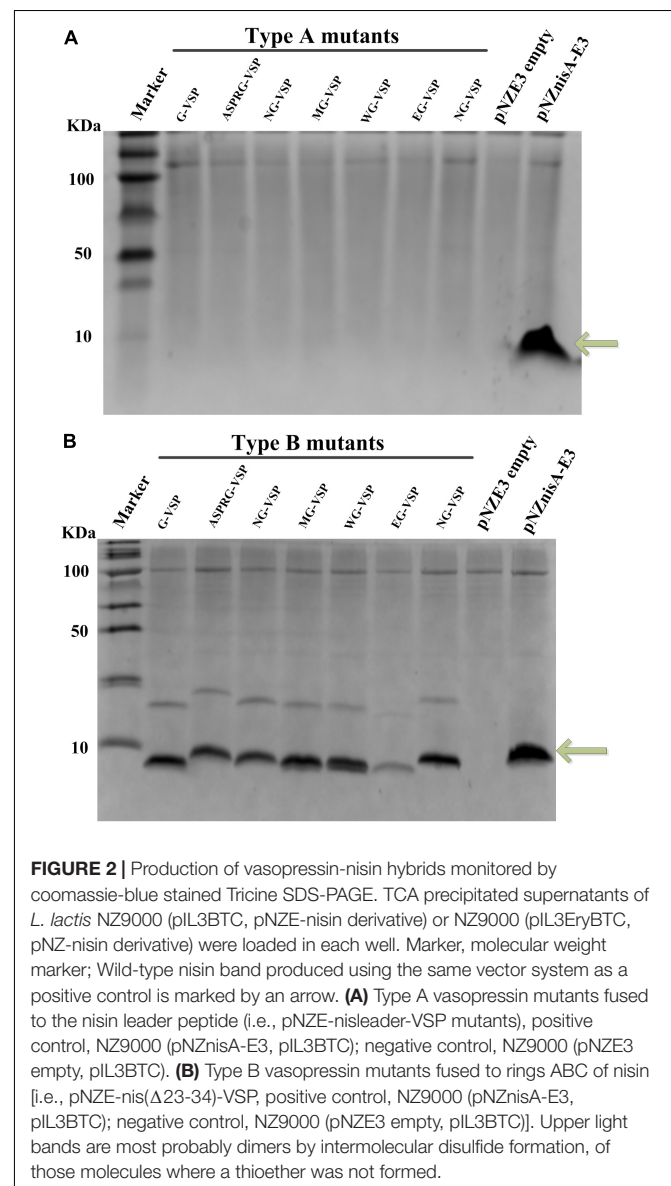 A
Type A mutants
Marker
G-VSP
ASPRG-VSP
NG-VSP
MG-VSP
WG-VSP
EG-VSP
NG-VSP
pNZE3 empty
pNZnisA-E3
KDa
100
50
10
B
Type B mutants
Marker
G-VSP
ASPRG-VSP
NG-VSP
MG-VSP
WG-VSP
EG-VSP
NG-VSP
pNZE3 empty
pNZnisA-E3
KDa
100
50
10
FIGURE 2 | Production of vasopressin-nisin hybrids monitored by
coomassie-blue stained Tricine SDS-PAGE. TCA precipitated supernatants of
L. lactis NZ9000 (pIL3BTC, pNZE-nisin derivative) or NZ9000 (pIL3EryBTC,
pNZ-nisin derivative) were loaded in each well. Marker, molecular weight
marker; Wild-type nisin band produced using the same vector system as a
positive control is marked by an arrow. (A) Type A vasopressin mutants fused
to the nisin leader peptide (i.e., pNZE-nisleader-VSP mutants), positive
control, NZ9000 (pNZnisA-E3, pIL3BTC); negative control, NZ9000 (pNZE3
empty, pIL3BTC). (B) Type B vasopressin mutants fused to rings ABC of nisin
[i.e., pNZE-nis(Δ23-34)-VSP, positive control, NZ9000 (pNZnisA-E3,
pIL3BTC); negative control, NZ9000 (pNZE3 empty, pIL3BTC)]. Upper light
bands are most probably dimers by intermolecular disulfide formation, of
those molecules where a thioether was not formed.